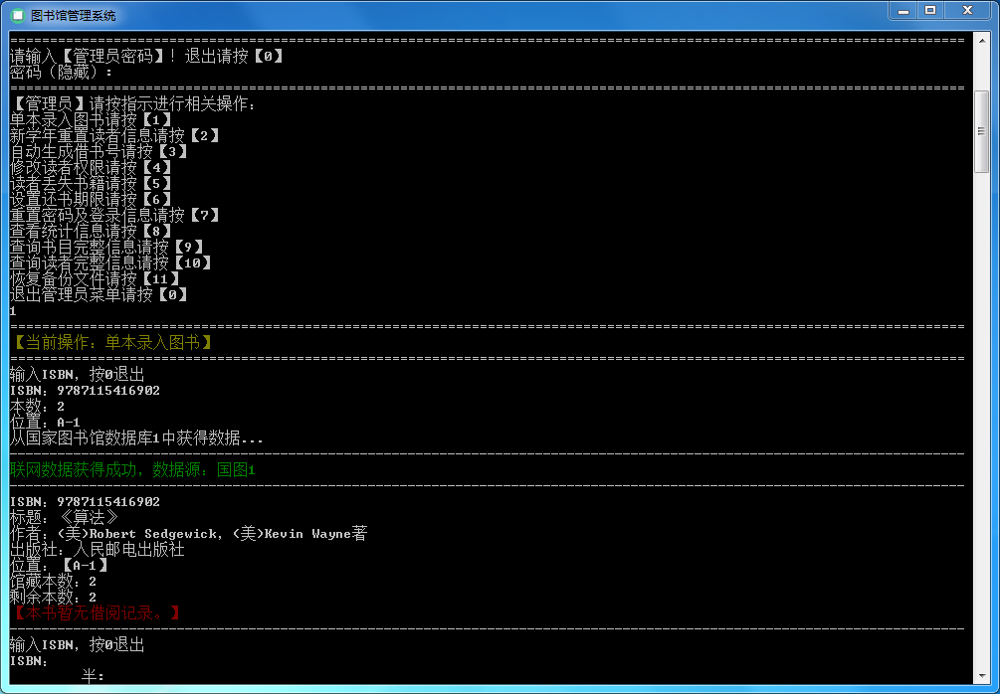 图书馆管理系统
========================================================================================================================
请输入【管理员密码】! 退出请按【0】
密码（隐藏）:
========================================================================================================================
【管理员】请按指示进行相关操作:
单本录入图书请按【1】
新学年重置读者信息请按【2】
自动生成借书号请按【3】
修改读者权限请按【4】
读者丢失书籍请按【5】
设置还书期限请按【6】
重置密码及登录信息请按【7】
查看统计信息请按【8】
查询书目完整信息请按【9】
查询读者完整信息请按【10】
恢复备份文件请按【11】
退出管理员菜单请按【0】
1
========================================================================================================================
【当前操作: 单本录入图书】
========================================================================================================================
输入ISBN, 按0退出
ISBN: 9787115416902
本数: 2
位置: A-1
从国家图书馆数据库1中获得数据...
------------------------------------------------------------------------------------------------------------------------
联网数据获得成功, 数据源: 国图1
------------------------------------------------------------------------------------------------------------------------
ISBN: 9787115416902
标题: 《算法》
作者: (美)Robert Sedgewick, (美)Kevin Wayne著
出版社: 人民邮电出版社
位置: 【A-1】
馆藏本数: 2
剩余本数: 2
【本书暂无借阅记录。】
------------------------------------------------------------------------------------------------------------------------
输入ISBN, 按0退出
ISBN:
半: